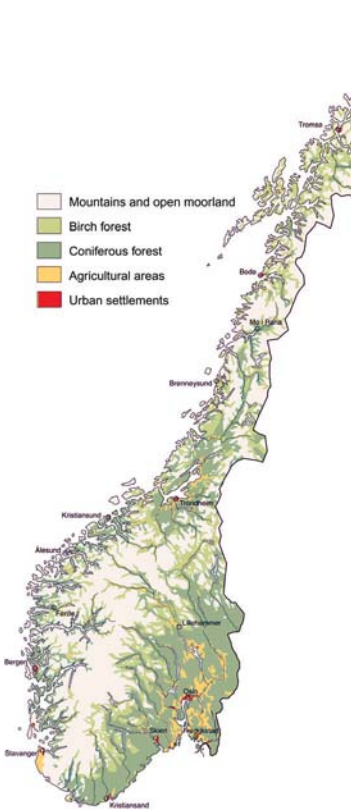 Tromsø
Mountains and open moorland
Birch forest
Coniferous forest
Agricultural areas
Urban settlements
Bodø
Mo i Rana
Brønnøysund
Trondheim
Kristiansund
Ålesund
Førde
Lillehammer
Bergen
Oslo
Skien
Fredrikstad
Stavanger
Kristiansand